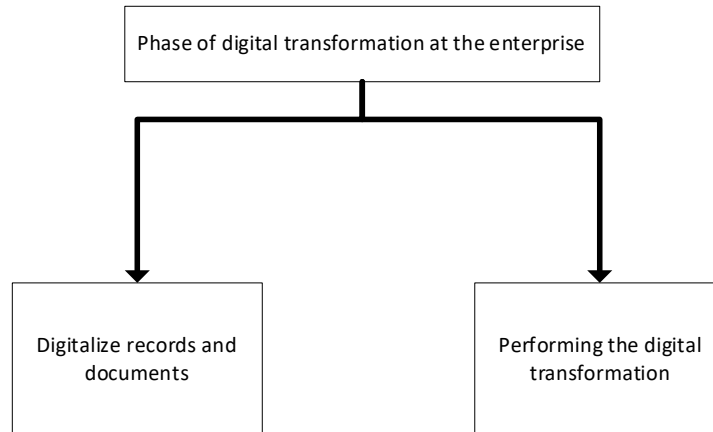 Phase of digital transformation at the enterprise
Digitalize records and
documents
Performing the digital
transformation